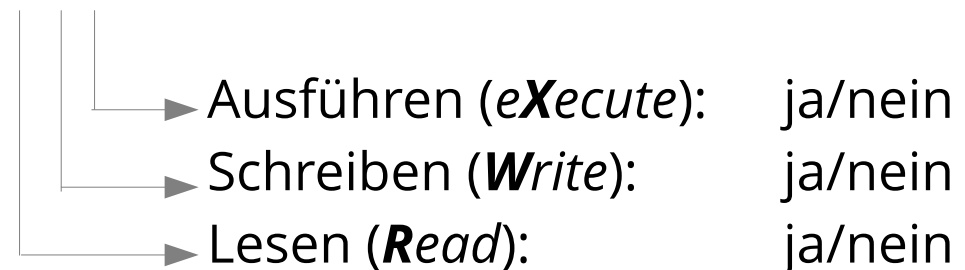 Ausführen (eXecute): ja/nein
Schreiben (Write): ja/nein
Lesen (Read): ja/nein